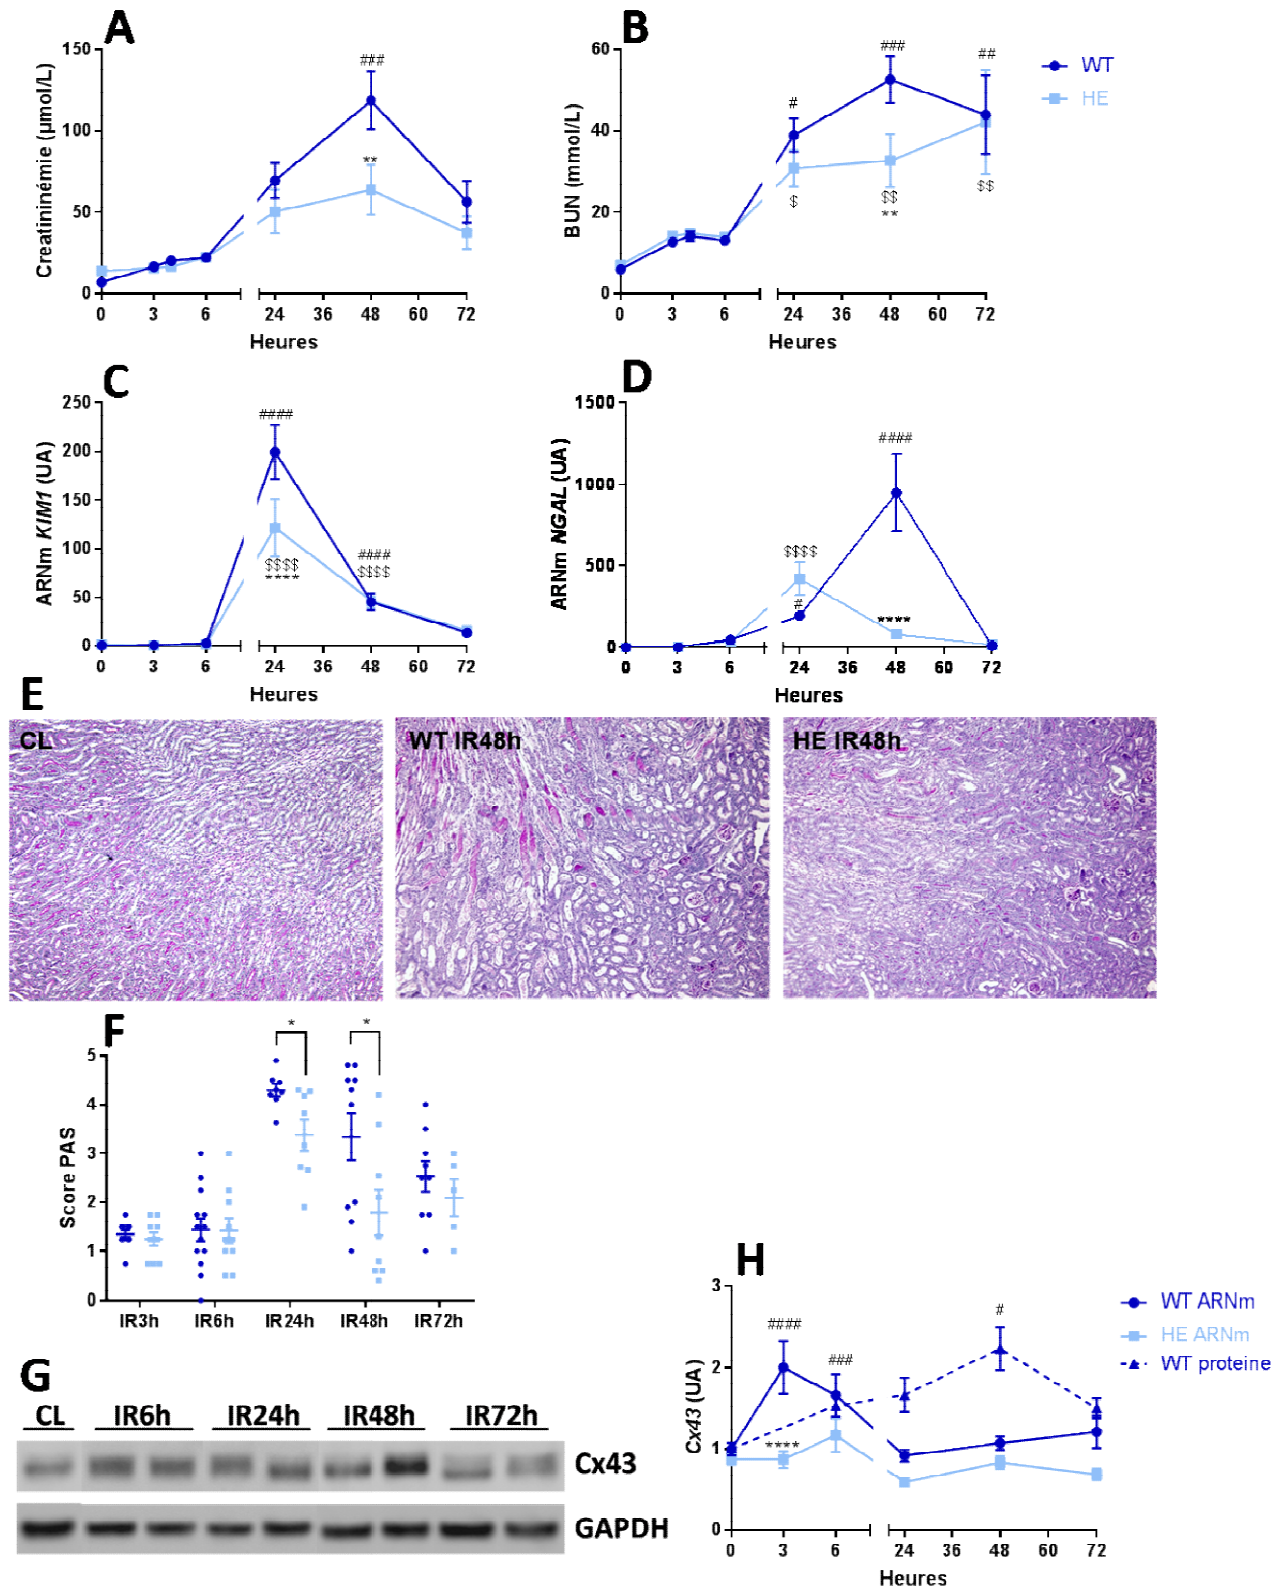 A
Creatininémie (µmol/L)
150
100
50
0
###
**
0 3 6 24 36 48 60 72
Heures
B
BUN (mmol/L)
60
40
20
0
#
###
##
$
$$
**
$$
0 3 6 24 36 48 60 72
Heures
WT
HE
C
ARNm KIM1 (UA)
250
200
150
100
50
0
####
$$$$
****
####
$$$$
0 3 6 24 36 48 60 72
Heures
D
ARNm NGAL (UA)
1500
1000
500
0
####
$$$$
#
****
0 3 6 24 36 48 60 72
Heures
E
CL
WT IR48h
HE IR48h
F
Score PAS
5
4
3
2
1
0
*
*
IR3h IR6h IR24h IR48h IR72h
G
CL IR6h IR24h IR48h IR72h
Cx43
GAPDH
H
Cx43 (UA)
3
2
1
0
####
###
****
#
0 3 6 24 36 48 60 72
Heures
WT ARNm
HE ARNm
WT proteine